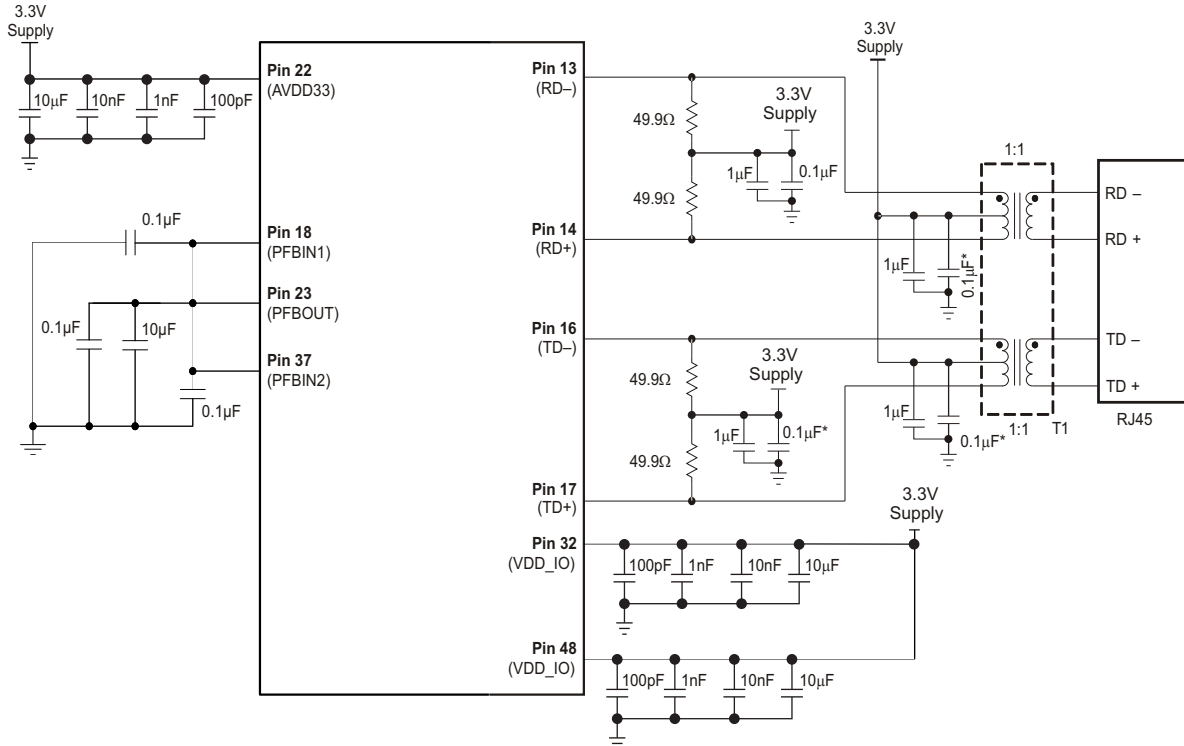 3.3V
Supply
10μF
10nF
1nF
100pF
Pin 22
(AVDD33)
0.1μF
Pin 18
(PFBIN1)
Pin 23
(PFBOUT)
0.1μF
10μF
Pin 37
(PFBIN2)
0.1μF
Pin 13
(RD–)
49.9Ω
3.3V
Supply
1μF
0.1μF
49.9Ω
Pin 14
(RD+)
Pin 16
(TD–)
49.9Ω
3.3V
Supply
1μF
0.1μF*
49.9Ω
Pin 17
(TD+)
3.3V
Supply
1:1
1μF
0.1μF*
1μF
0.1μF*
1:1
T1
RD –
RD +
TD –
TD +
RJ45
3.3V
Supply
Pin 32
(VDD_IO)
100pF
1nF
10nF
10μF
Pin 48
(VDD_IO)
100pF
1nF
10nF
10μF